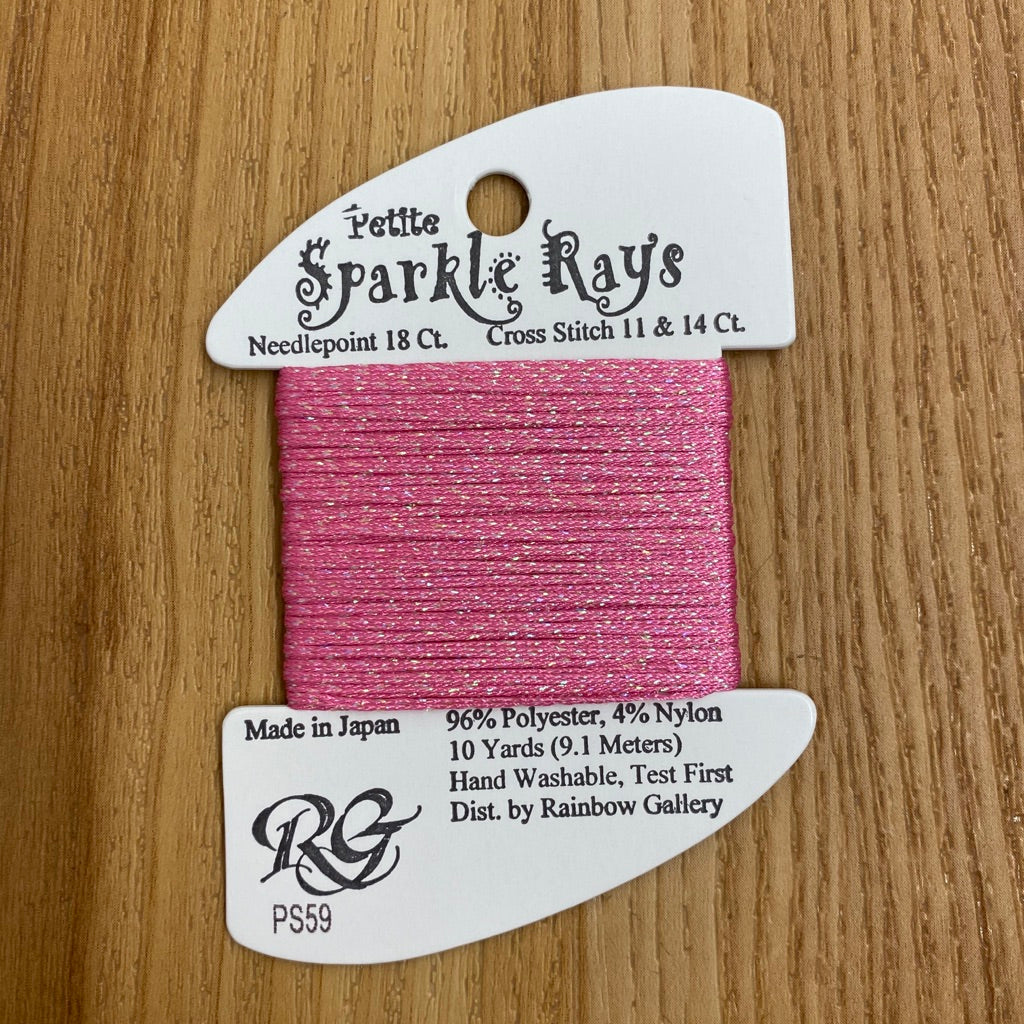 Petite
Sparkle Rays
Needlepoint 18 Ct. Cross Stitch 11 & 14 Ct.
Made in Japan
96% Polyester, 4% Nylon
10 Yards (9.1 Meters)
Hand Washable, Test First
Dist. by Rainbow Gallery
RG
PS59